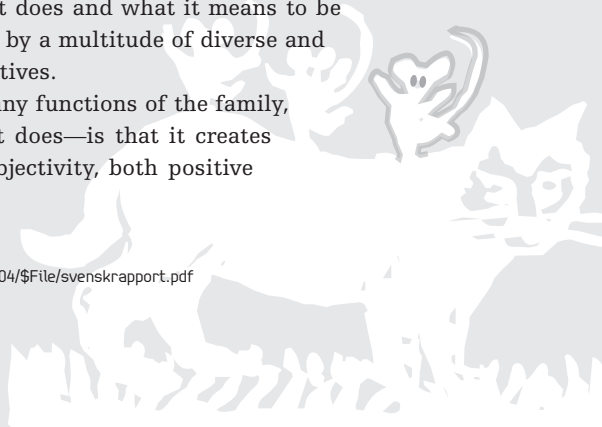 t does and what it means to be
by a multitude of diverse and
tives.
ny functions of the family,
t does—is that it creates
bjectivity, both positive
04/$File/svenskrapport.pdf